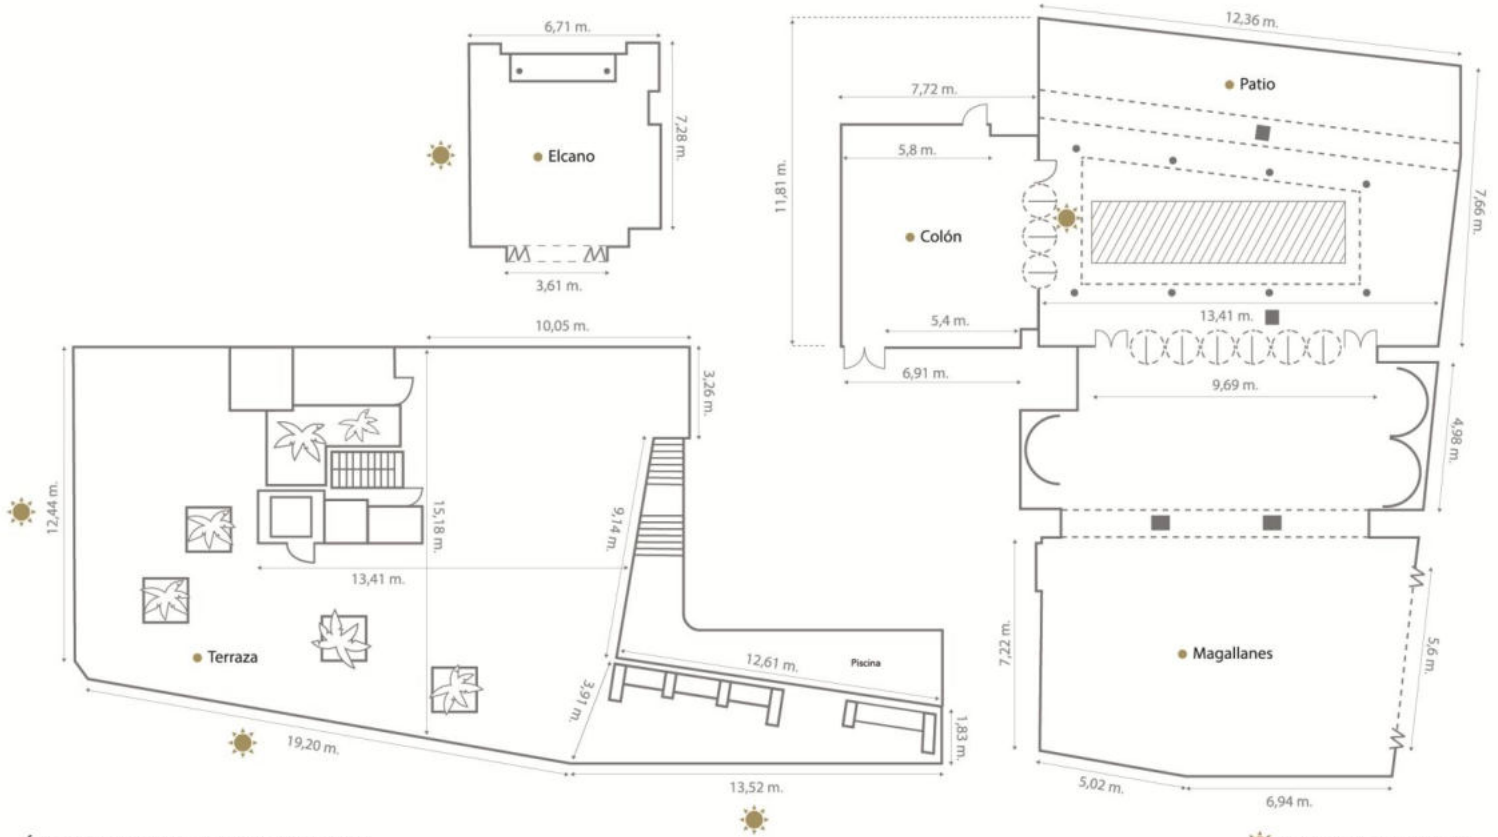 6,71 m.
7,28 m.
Elcano
3,61 m.
12,36 m.
Patio
7,72 m.
5,8 m.
11,81 m.
Colón
7,66 m.
13,41 m.
5,4 m.
6,91 m.
9,69 m.
4,98 m.
10,05 m.
3,26 m.
12,44 m.
15,18 m.
9,14 m.
13,41 m.
Terraza
12,61 m.
Piscina
3,91 m.
1,83 m.
19,20 m.
13,52 m.
7,22 m.
Magallanes
5,6 m.
5,02 m.
6,94 m.